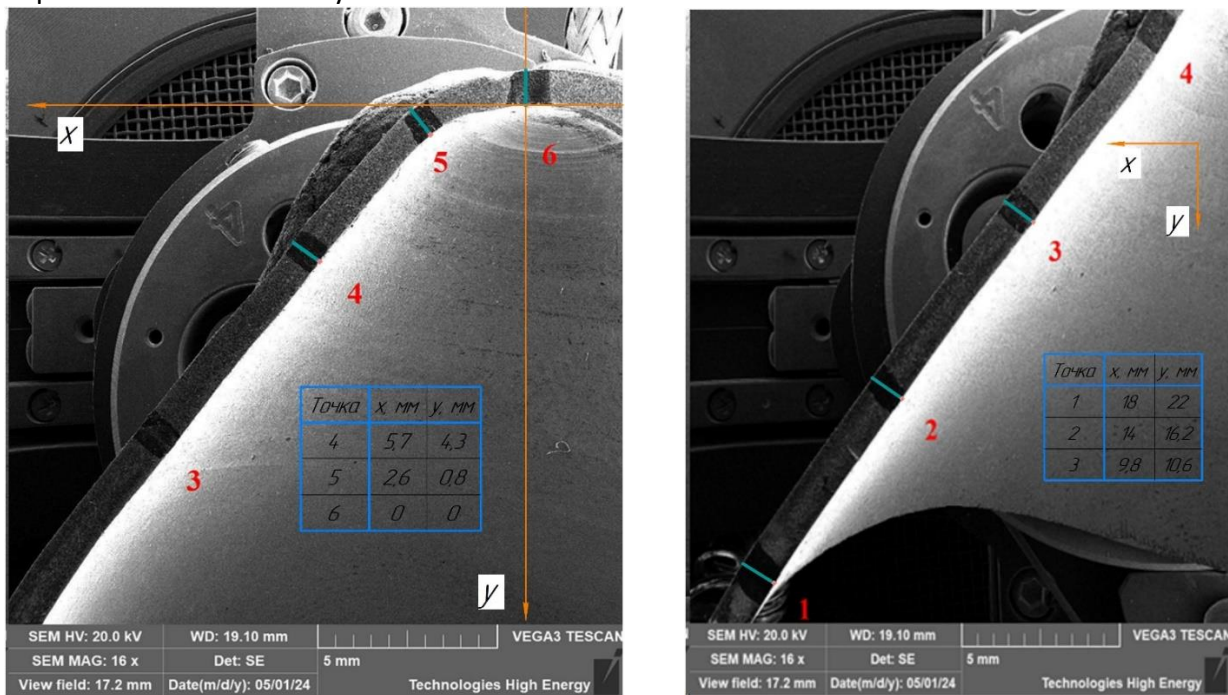 X
5
6
4
3
Точка x, мм y, мм
4 5,7 4,3
5 2,6 0,8
6 0 0
y
SEM HV: 20.0 kV WD: 19.10 mm VEGA3 TESCAN
SEM MAG: 16 x Det: SE 5 mm
View field: 17.2 mm Date(m/d/y): 05/01/24 Technologies High Energy
4
x
y
3
Точка x, мм y, мм
1 18 22
2 14 16,2
3 9,8 10,6
2
1
SEM HV: 20.0 kV WD: 19.10 mm VEGA3 TESCAN
SEM MAG: 16 x Det: SE 5 mm
View field: 17.2 mm Date(m/d/y): 05/01/24 Technologies High Energy